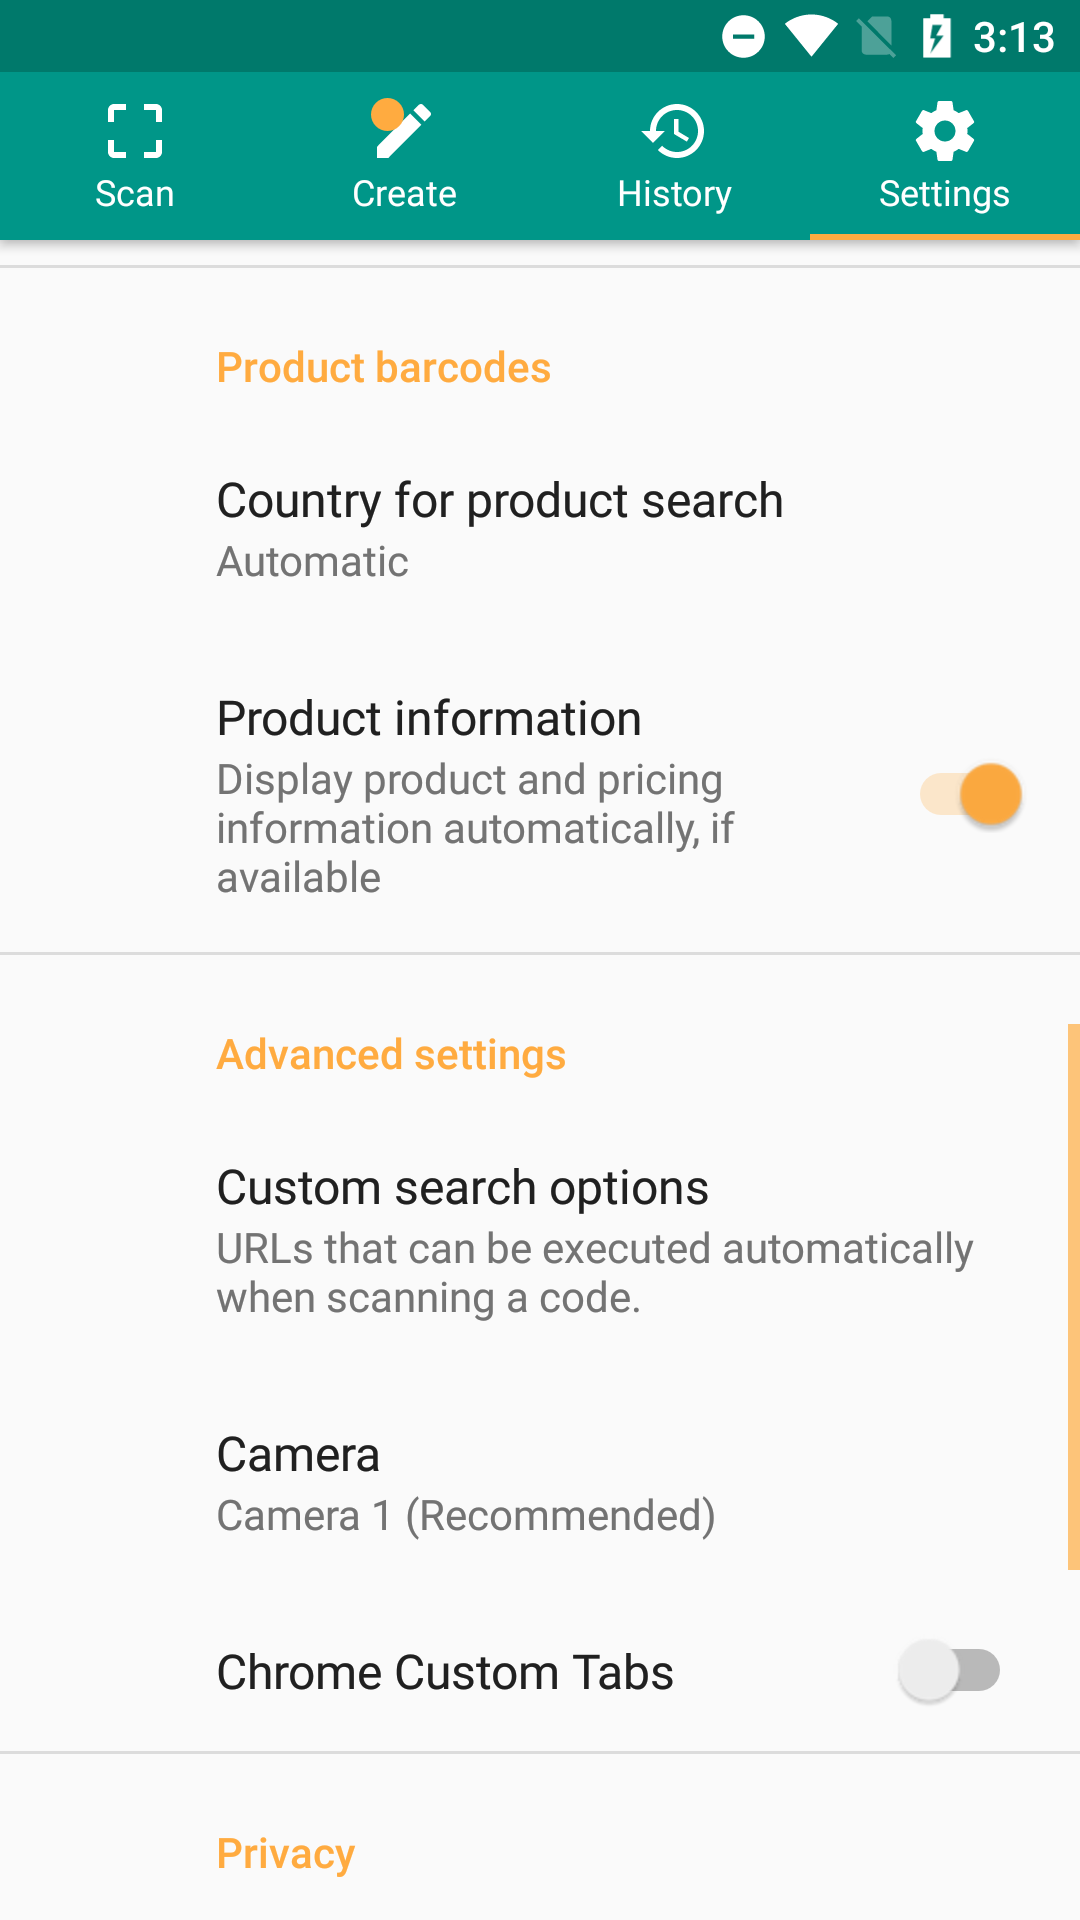 3:13
Scan
Create
History
Settings
Product barcodes
Country for product search
Automatic
Product information
Display product and pricing
information automatically, if
available
Advanced settings
Custom search options
URLs that can be executed automatically
when scanning a code.
Camera
Camera 1 (Recommended)
Chrome Custom Tabs
Privacy